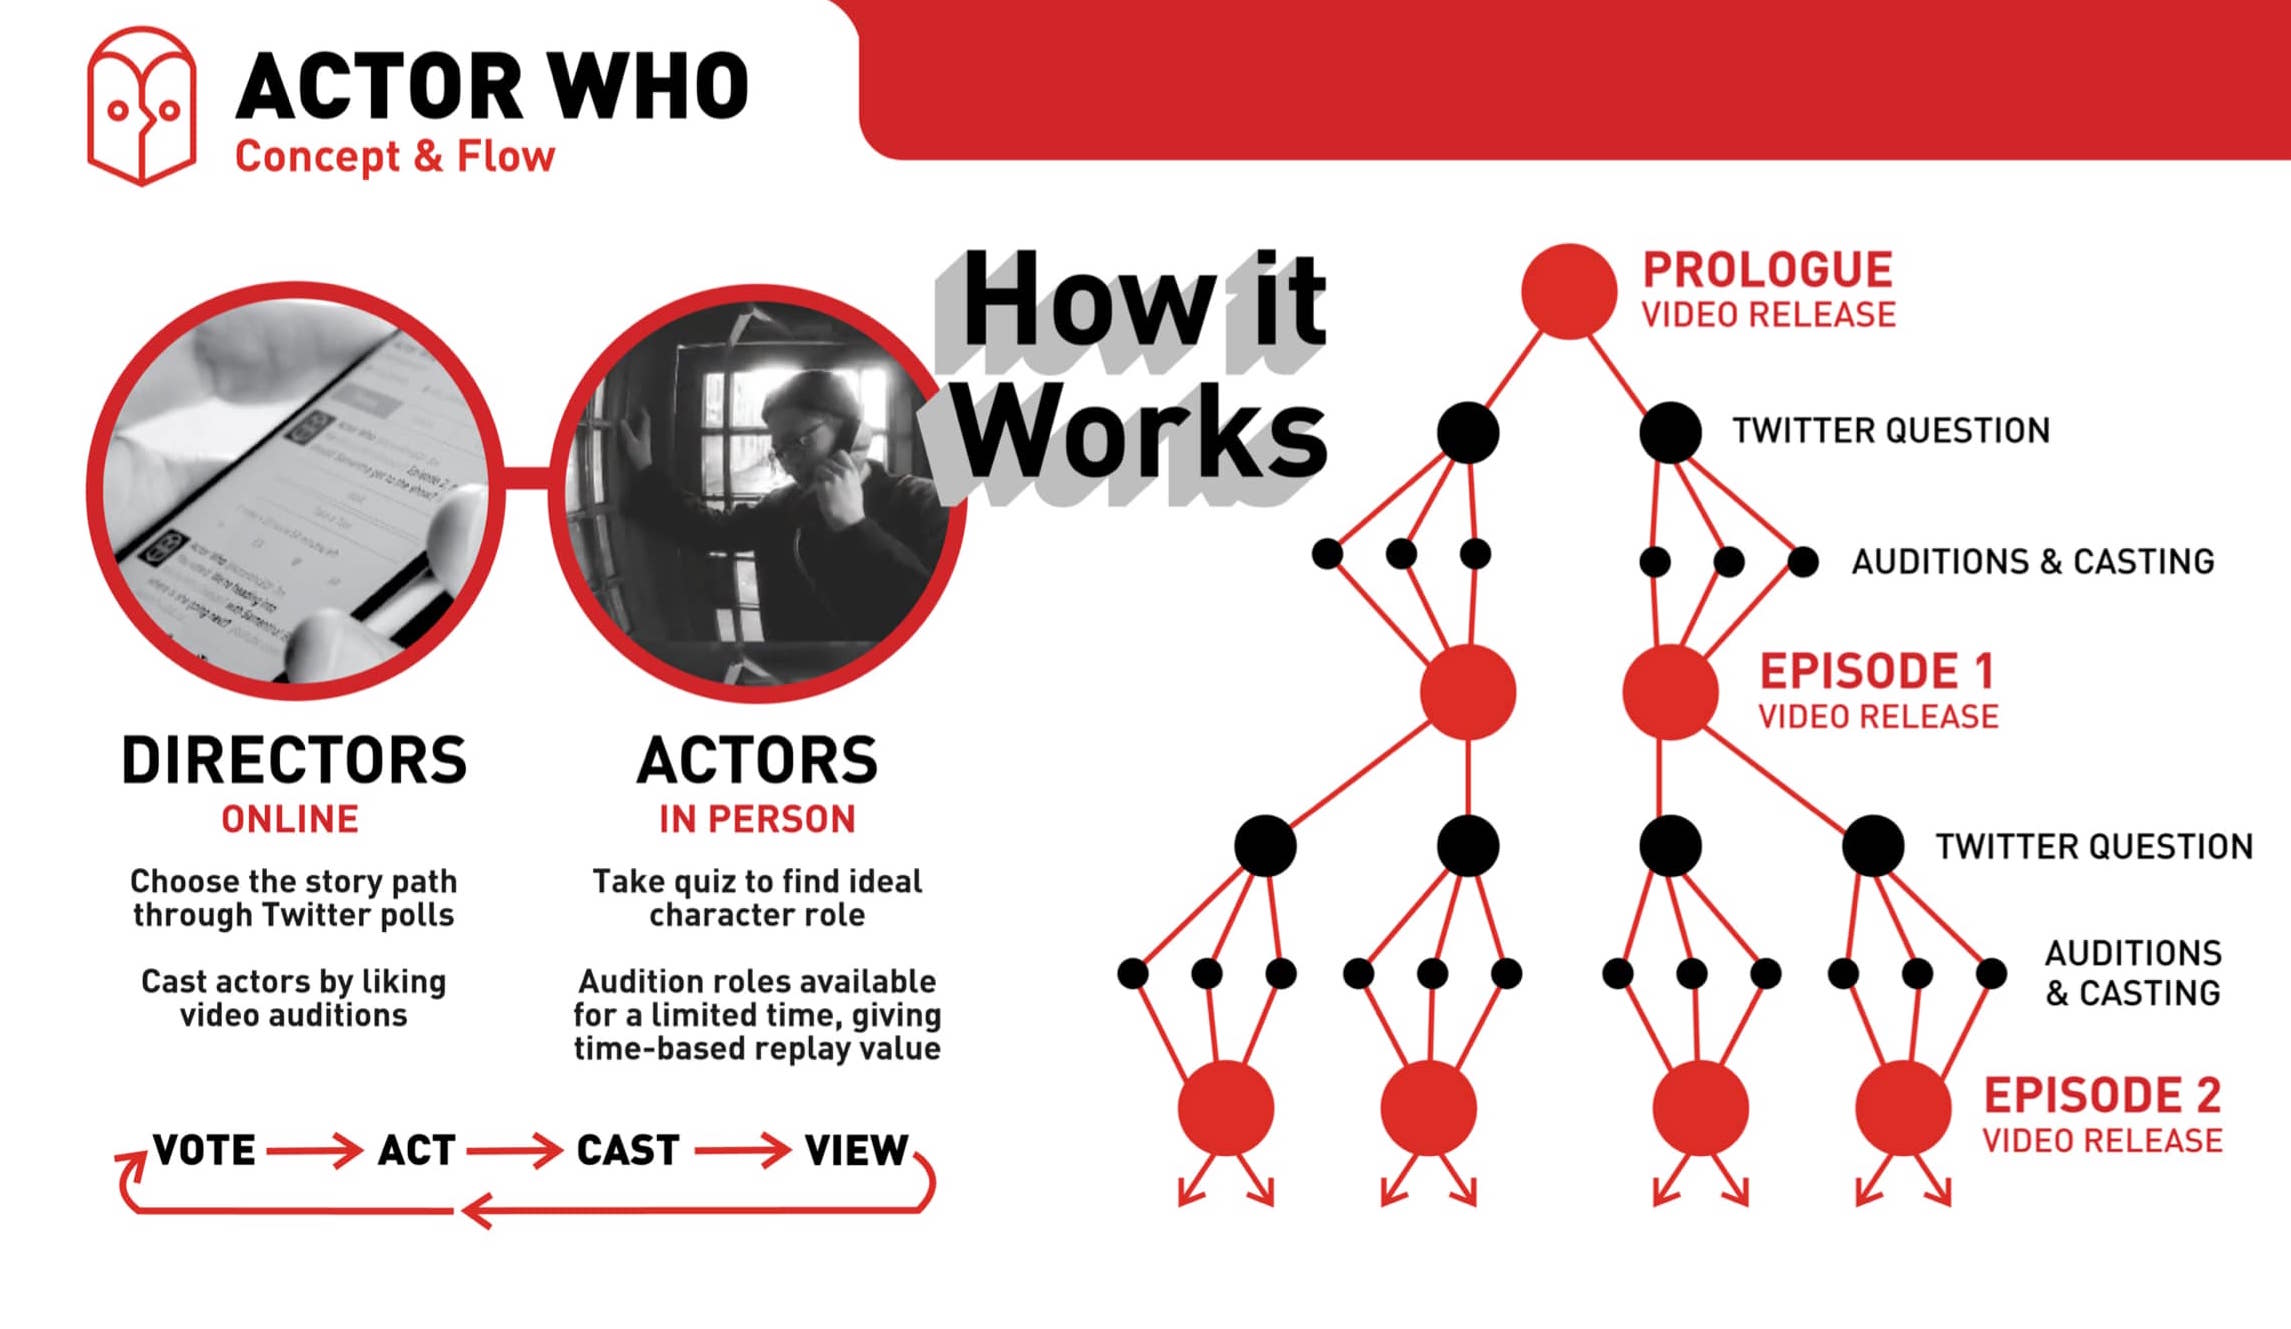 ACTOR WHO
Concept & Flow
How it
Works
DIRECTORS
ONLINE
Choose the story path
through Twitter polls
Cast actors by liking
video auditions
ACTORS
IN PERSON
Take quiz to find ideal
character role
Audition roles available
for a limited time, giving
time-based replay value
VOTE ACT CAST VIEW
PROLOGUE
VIDEO RELEASE
TWITTER QUESTION
AUDITIONS & CASTING
EPISODE 1
VIDEO RELEASE
TWITTER QUESTION
AUDITIONS
& CASTING
EPISODE 2
VIDEO RELEASE